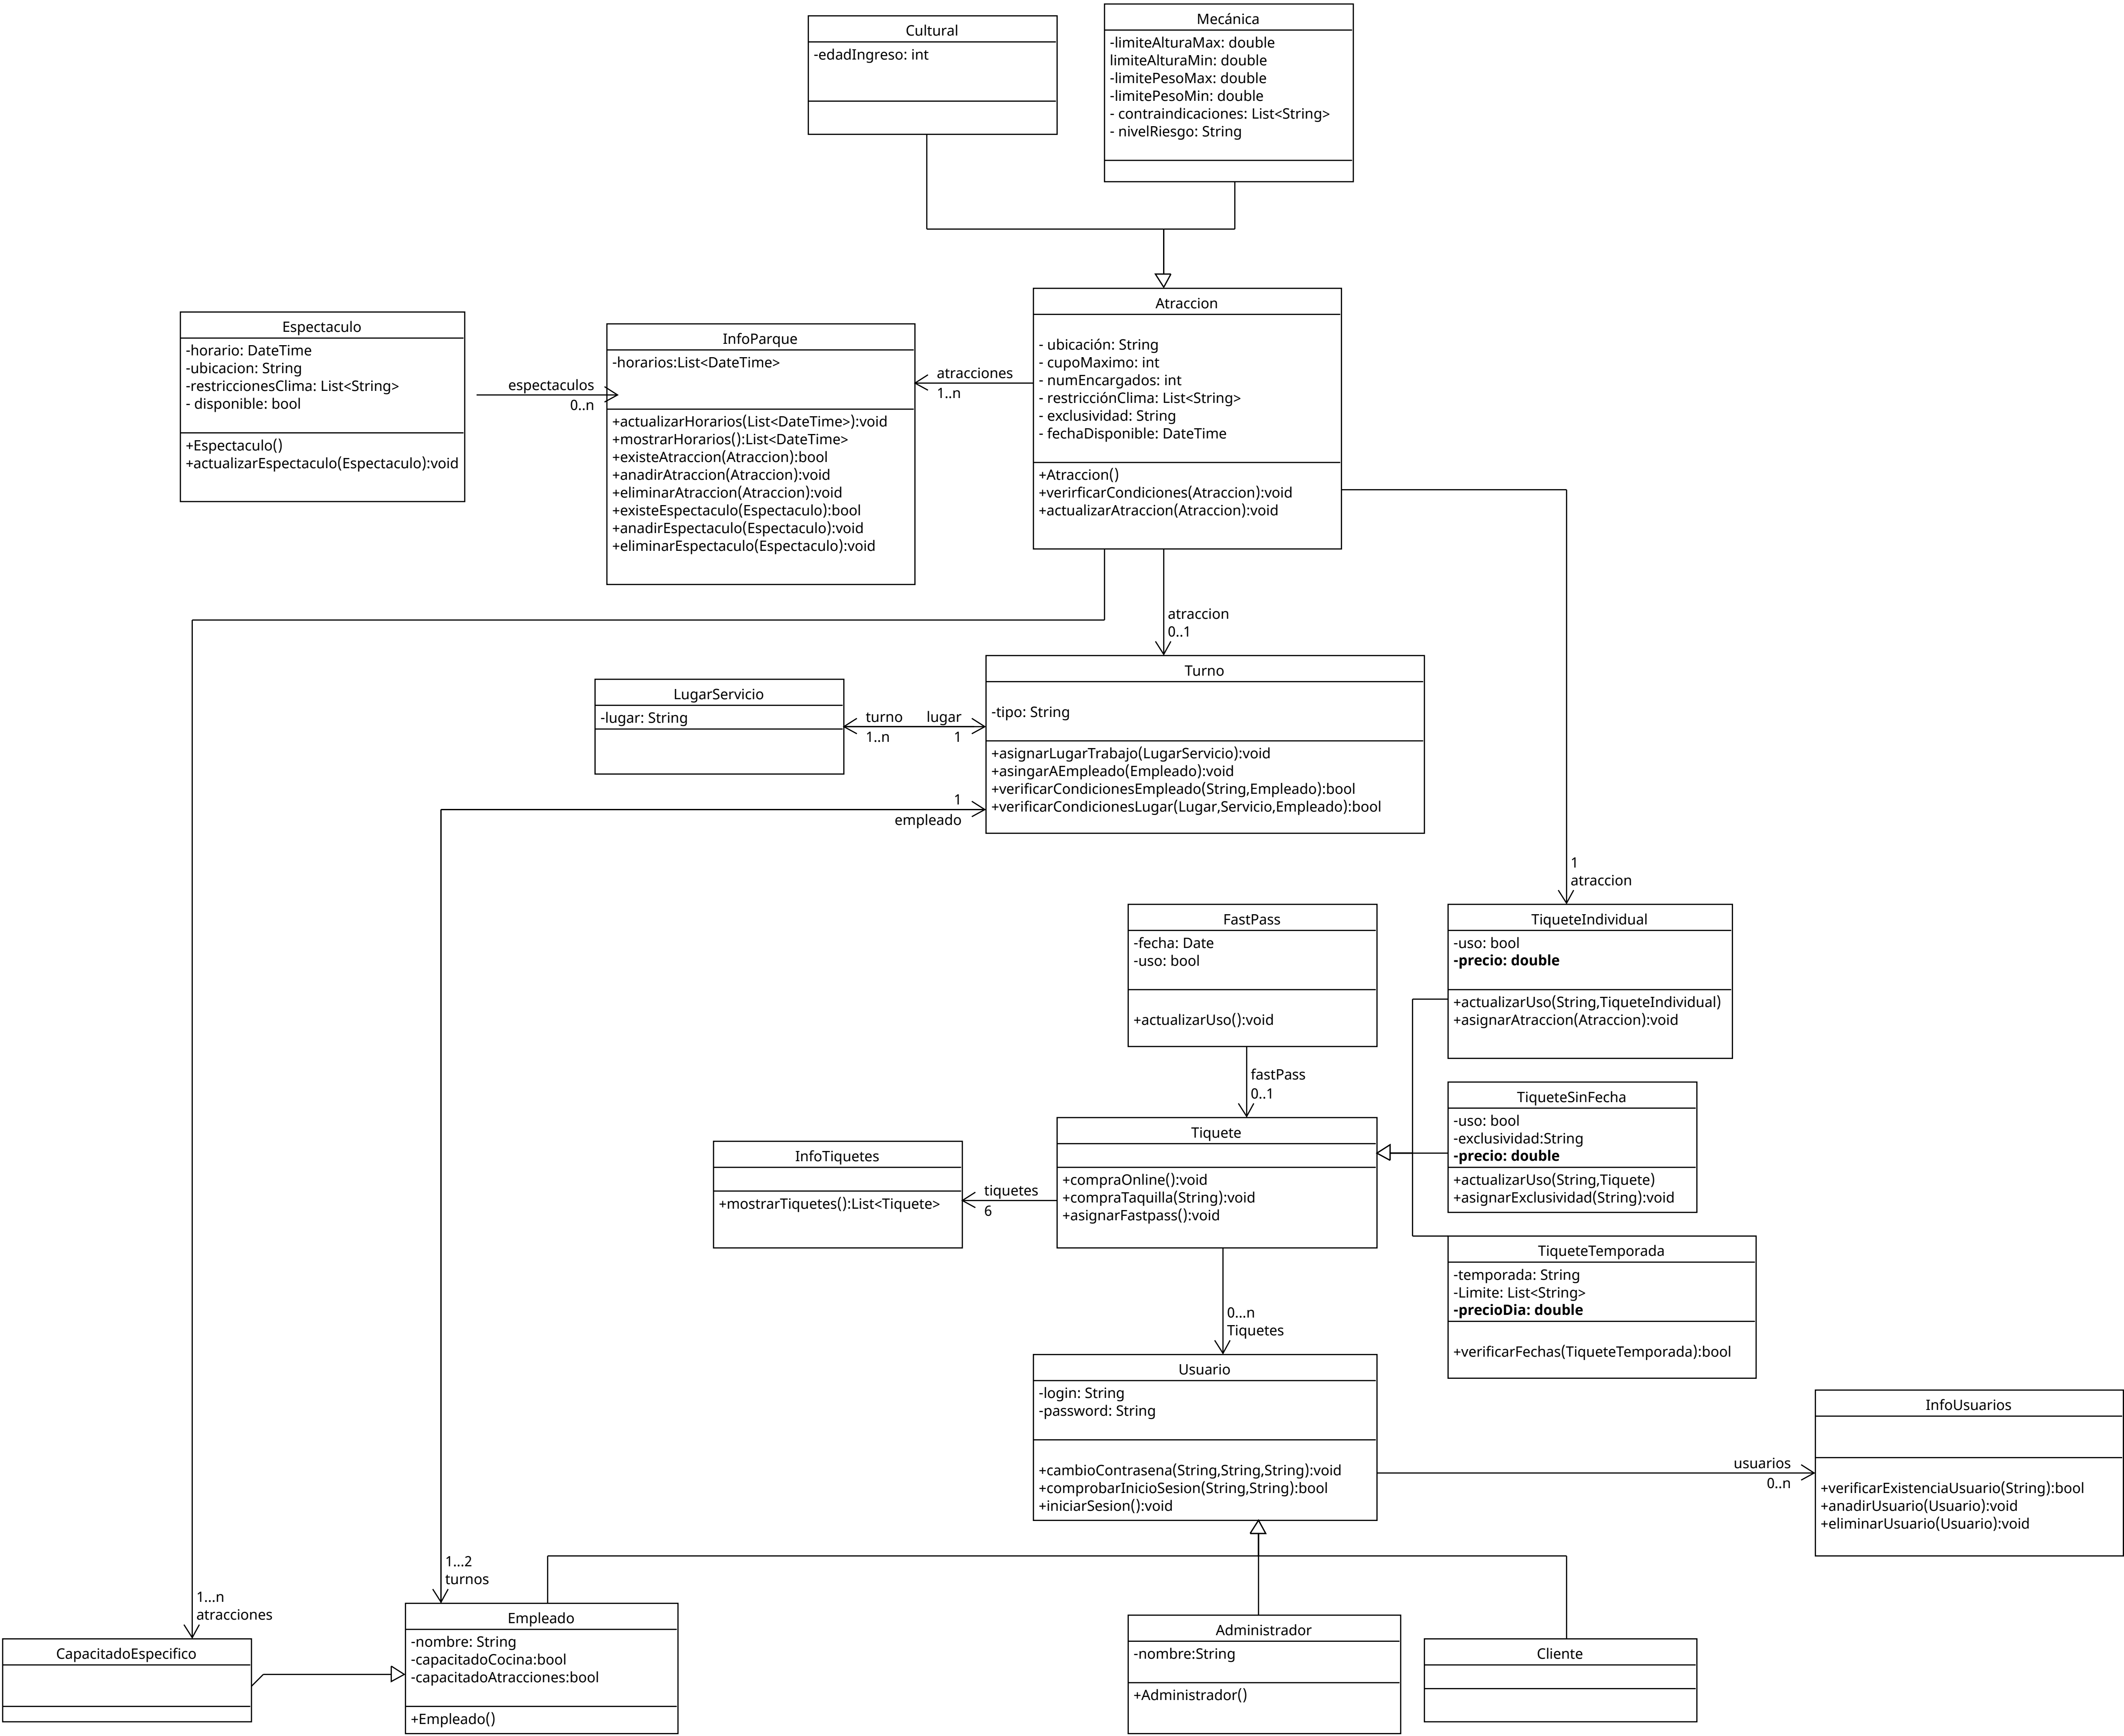 Cultural
-edadIngreso: int
Mecánica
-limiteAlturaMax: double
limiteAlturaMin: double
-limitePesoMax: double
-limitePesoMin: double
- contraindicaciones: List<String>
- nivelRiesgo: String
Espectaculo
-horario: DateTime
-ubicacion: String
-restriccionesClima: List<String>
- disponible: bool
+Espectaculo()
+actualizarEspectaculo(Espectaculo):void
espectaculos
0..n
InfoParque
-horarios:List<DateTime>
+actualizarHorarios(List<DateTime>):void
+mostrarHorarios():List<DateTime>
+existeAtraccion(Atraccion):bool
+anadirAtraccion(Atraccion):void
+eliminarAtraccion(Atraccion):void
+existeEspectaculo(Espectaculo):bool
+anadirEspectaculo(Espectaculo):void
+eliminarEspectaculo(Espectaculo):void
atracciones
1..n
Atraccion
- ubicación: String
- cupoMaximo: int
- numEncargados: int
- restricciónClima: List<String>
- exclusividad: String
- fechaDisponible: DateTime
+Atraccion()
+verirficarCondiciones(Atraccion):void
+actualizarAtraccion(Atraccion):void
atraccion
0..1
LugarServicio
-lugar: String
turno
1..n
lugar
1
Turno
-tipo: String
+asignarLugarTrabajo(LugarServicio):void
+asingarAEmpleado(Empleado):void
+verificarCondicionesEmpleado(String,Empleado):bool
+verificarCondicionesLugar(Lugar,Servicio,Empleado):bool
1
empleado
1
atraccion
FastPass
-fecha: Date
-uso: bool
+actualizarUso():void
TiqueteIndividual
-uso: bool
-precio: double
+actualizarUso(String,TiqueteIndividual)
+asignarAtraccion(Atraccion):void
fastPass
0..1
TiqueteSinFecha
-uso: bool
-exclusividad:String
-precio: double
+actualizarUso(String,Tiquete)
+asignarExclusividad(String):void
InfoTiquetes
+mostrarTiquetes():List<Tiquete>
tiquetes
6
Tiquete
+compraOnline():void
+compraTaquilla(String):void
+asignarFastpass():void
TiqueteTemporada
-temporada: String
-Limite: List<String>
-precioDia: double
+verificarFechas(TiqueteTemporada):bool
0...n
Tiquetes
Usuario
-login: String
-password: String
+cambioContrasena(String,String,String):void
+comprobarInicioSesion(String,String):bool
+iniciarSesion():void
usuarios
0..n
InfoUsuarios
+verificarExistenciaUsuario(String):bool
+anadirUsuario(Usuario):void
+eliminarUsuario(Usuario):void
1...n
atracciones
1...2
turnos
CapacitadoEspecifico
Empleado
-nombre: String
-capacitadoCocina:bool
-capacitadoAtracciones:bool
+Empleado()
Administrador
-nombre:String
+Administrador()
Cliente